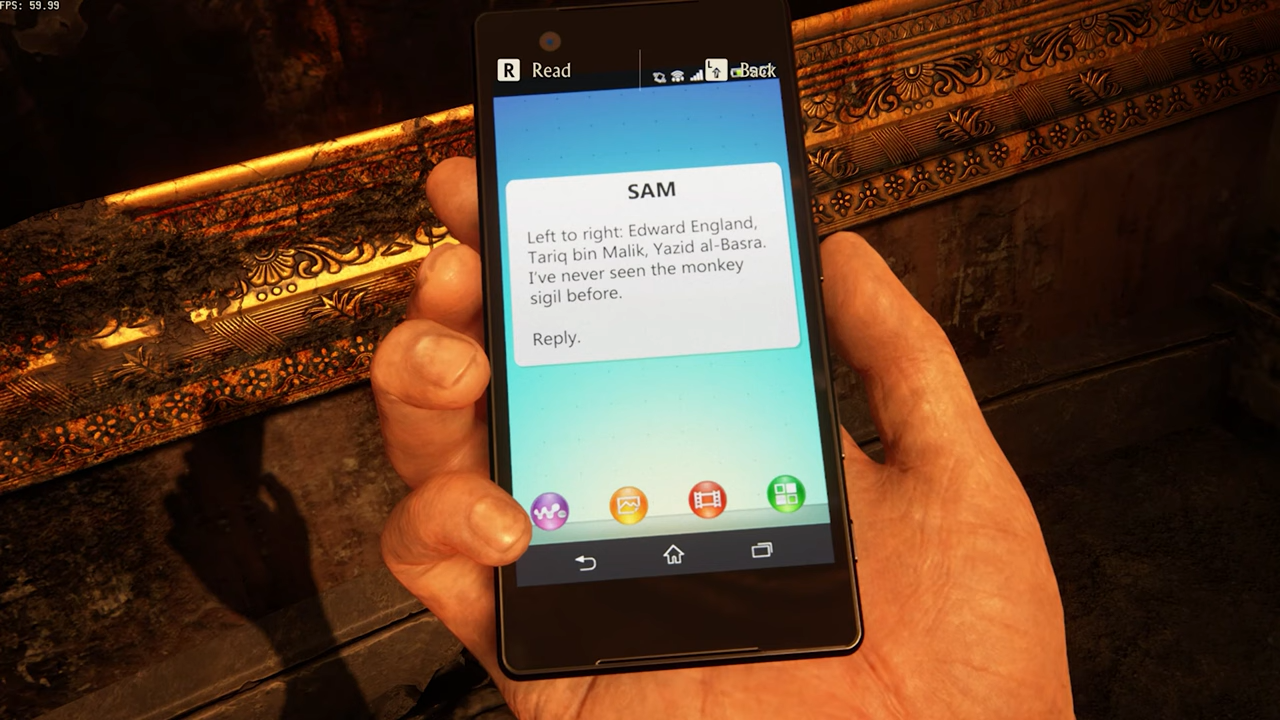 FPS: 59.99
R Read
L Back
SAM
Left to right: Edward England,
Tariq bin Malik, Yazid al-Basra.
I've never seen the monkey
sigil before.
Reply.